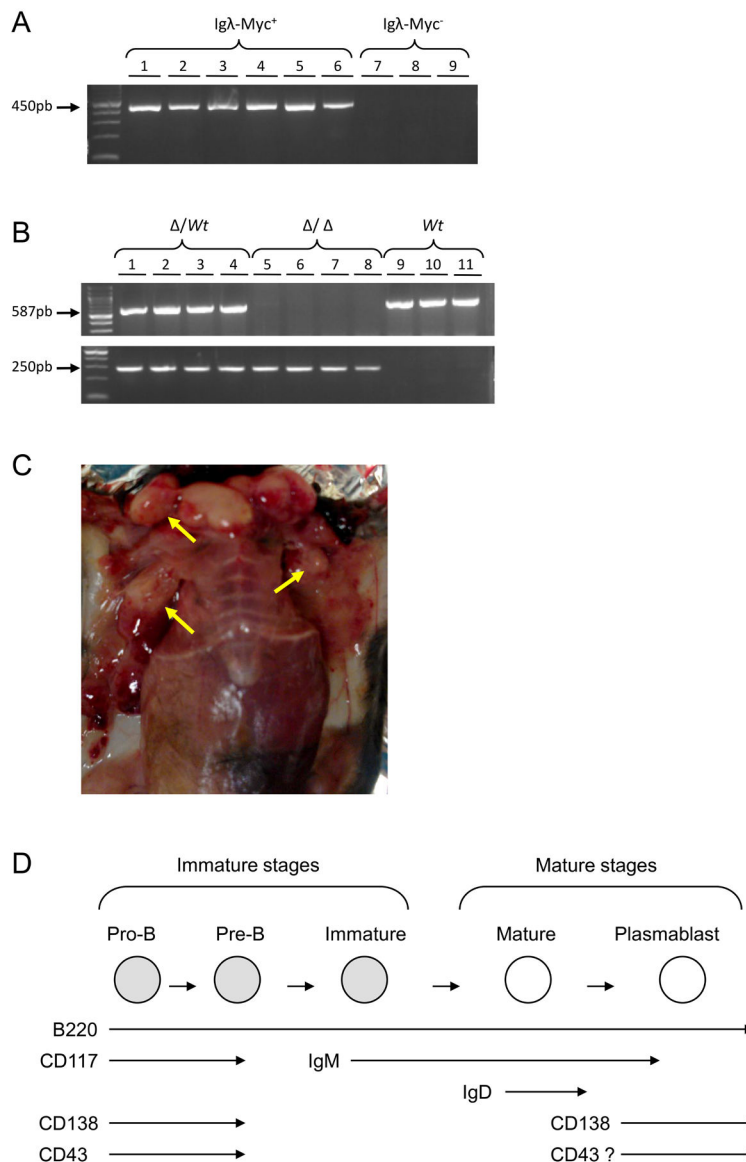 A
Igλ-Myc⁺ Igλ-Myc⁻
1 2 3 4 5 6 7 8 9
450pb
B
Δ/Wt Δ/ Δ Wt
1 2 3 4 5 6 7 8 9 10 11
587pb
250pb
C
D
Immature stages Mature stages
Pro-B Pre-B Immature Mature Plasmablast
B220
CD117 IgM
IgD
CD138 CD138
CD43 CD43 ?